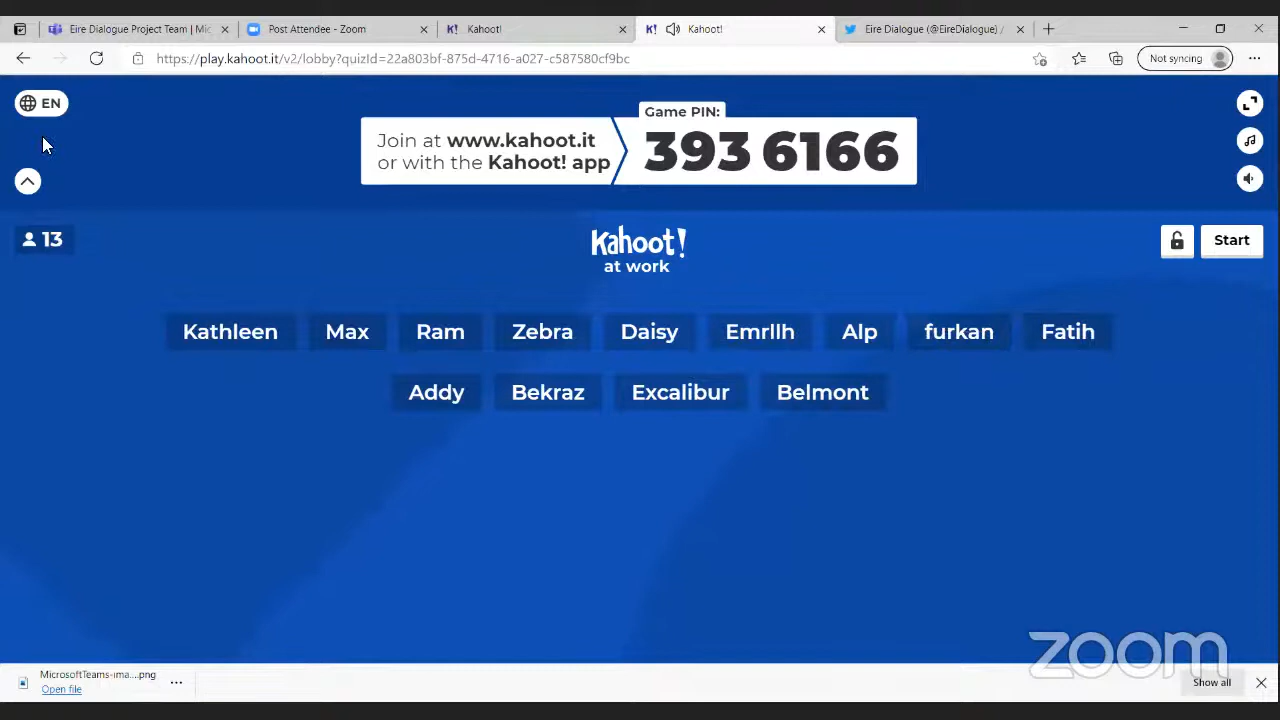 Eire Dialogue Project Team | Mic
Post Attendee - Zoom
Kahoot!
Kahoot!
Eire Dialogue (@EireDialogue) /
https://play.kahoot.it/v2/lobby?quizId=22a803bf-875d-4716-a027-c587580cf9bc
Not syncing
EN
Game PIN:
Join at www.kahoot.it
or with the Kahoot! app
393 6166
13
Kahoot!
at work
Start
Kathleen Max Ram Zebra Daisy Emrllh Alp furkan Fatih
Addy Bekraz Excalibur Belmont
zoom
MicrosoftTeams-ima....png
Open file
Show all